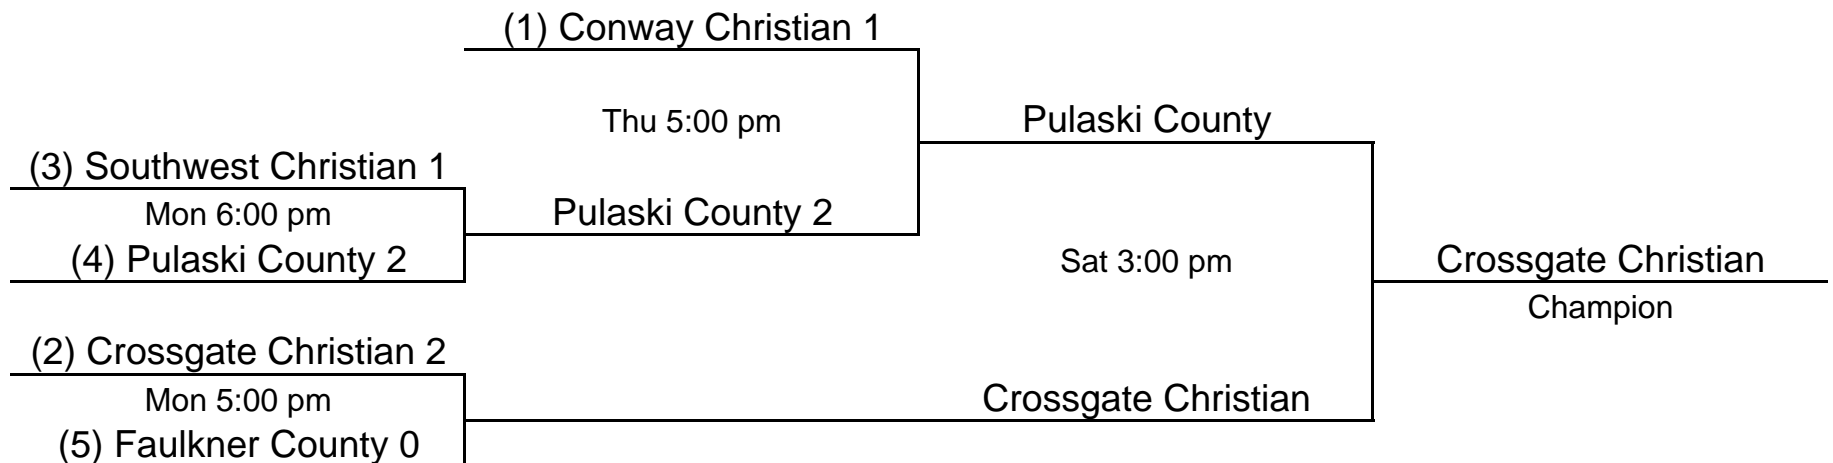 (1) Conway Christian 1
Thu 5:00 pm
Pulaski County
(3) Southwest Christian 1
Mon 6:00 pm
Pulaski County 2
(4) Pulaski County 2
Sat 3:00 pm
Crossgate Christian
Champion
(2) Crossgate Christian 2
Mon 5:00 pm
Crossgate Christian
(5) Faulkner County 0